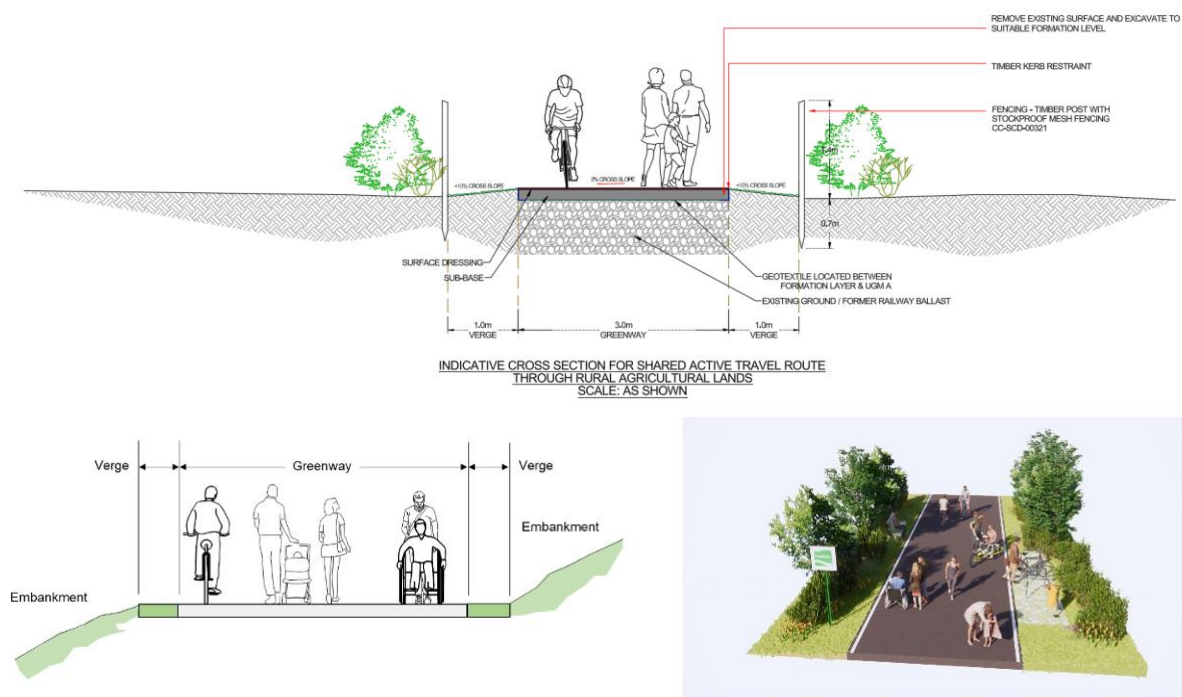 REMOVE EXISTING SURFACE AND EXCAVATE TO
SUITABLE FORMATION LEVEL
TIMBER KERB RESTRAINT
FENCING - TIMBER POST WITH
STOCKPROOF MESH FENCING
CC-SCD-00321
1.4m
+10% CROSS SLOPE
2% CROSS SLOPE
+10% CROSS SLOPE
0.7m
SURFACE DRESSING
SUB-BASE
GEOTEXTILE LOCATED BETWEEN
FORMATION LAYER & UGM A
EXISTING GROUND / FORMER RAILWAY BALLAST
1.0m
VERGE
3.0m
GREENWAY
1.0m
VERGE
INDICATIVE CROSS SECTION FOR SHARED ACTIVE TRAVEL ROUTE
THROUGH RURAL AGRICULTURAL LANDS
SCALE: AS SHOWN
Verge
Greenway
Verge
Embankment
Embankment